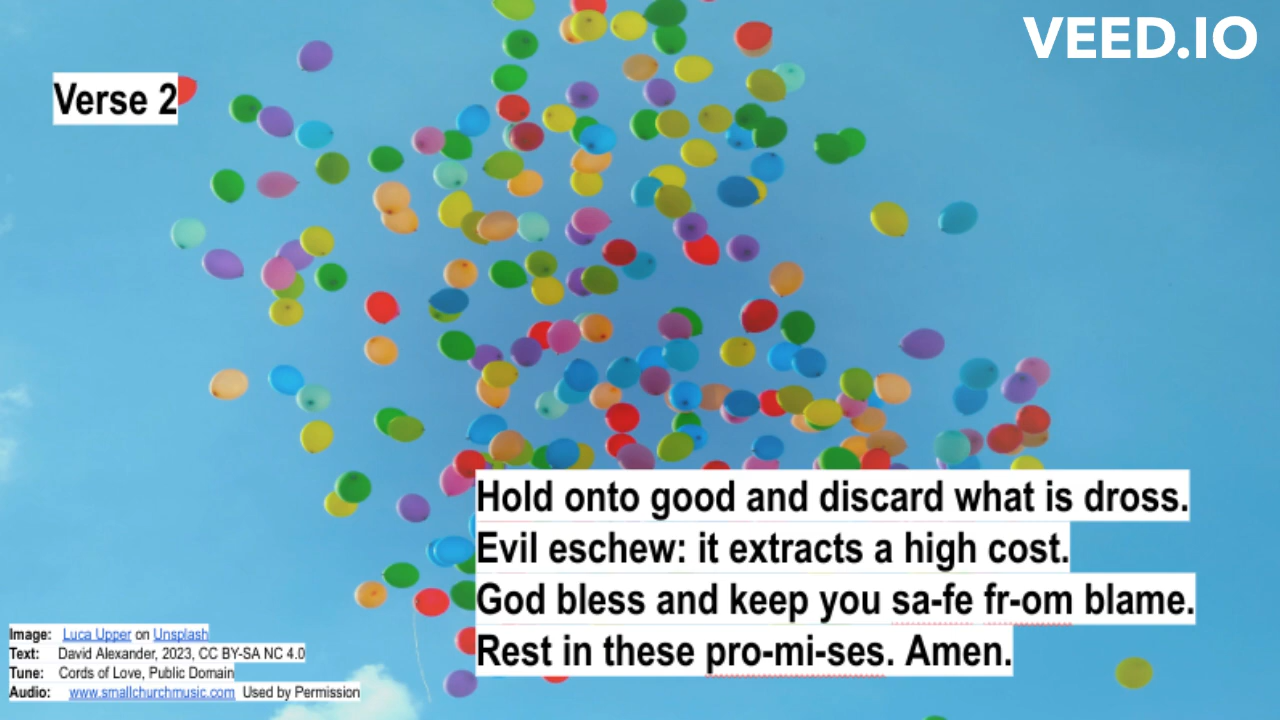 VEED.IO
Verse 2
Hold onto good and discard what is dross.
Evil eschew: it extracts a high cost.
God bless and keep you sa-fe fr-om blame.
Rest in these pro-mi-ses. Amen.
Image: Luca Upper on Unsplash
Text: David Alexander, 2023, CC BY-SA NC 4.0
Tune: Cords of Love, Public Domain
Audio: www.smallchurchmusic.com Used by Permission